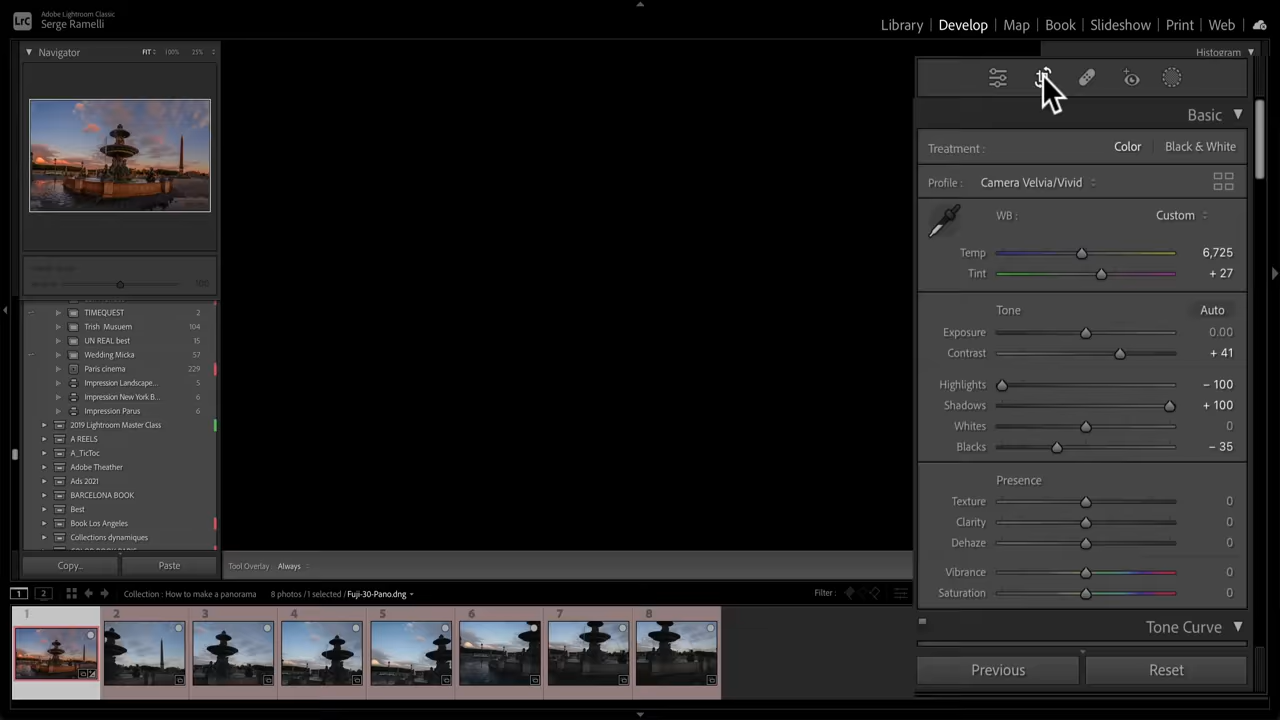 LrC
Adobe Lightroom Classic
Serge Ramelli
Library | Develop | Map | Book | Slideshow | Print | Web
Navigator FIT 100% 25%
100
TIMEQUEST 2
Trish Musuem 104
UN REAL best 15
Wedding Micka 57
Paris cinema 229
Impression Landscape... 5
Impression New York B... 6
Impression Parus 6
2019 Lightroom Master Class
A REELS
A_TicToc
Adobe Theather
Ads 2021
BARCELONA BOOK
Best
Book Los Angeles
Collections dynamiques
Copy... Paste
Tool Overlay : Always
Histogram
Basic
Treatment : Color | Black & White
Profile : Camera Velvia/Vivid
WB : Custom
Temp 6,725
Tint + 27
Tone Auto
Exposure 0.00
Contrast + 41
Highlights – 100
Shadows + 100
Whites 0
Blacks – 35
Presence
Texture 0
Clarity 0
Dehaze 0
Vibrance 0
Saturation 0
Tone Curve
Previous Reset
1 2 Collection : How to make a panorama 8 photos / 1 selected / Fuji-30-Pano.dng Filter :
1 2 3 4 5 6 7 8